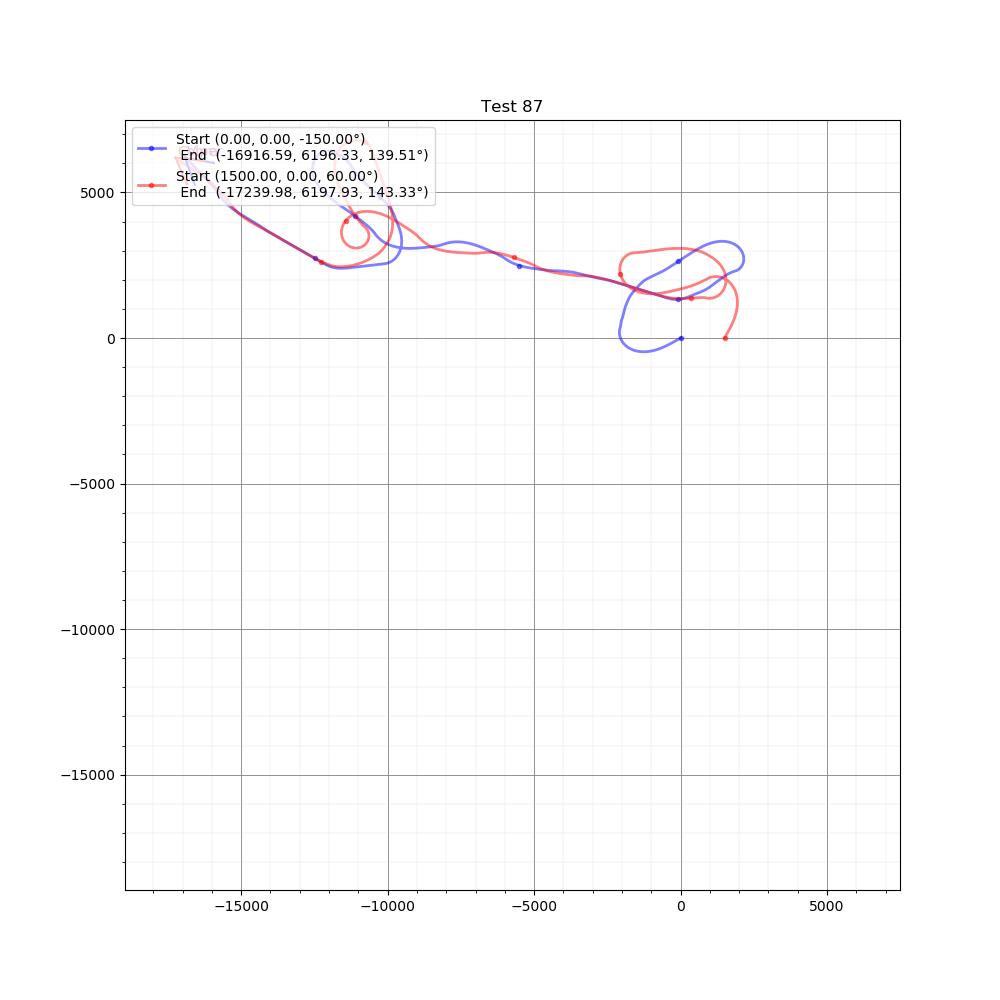 Test 87
Start (0.00, 0.00, -150.00°)
End  (-16916.59, 6196.33, 139.51°)
Start (1500.00, 0.00, 60.00°)
End  (-17239.98, 6197.93, 143.33°)
5000
0
−5000
−10000
−15000
−15000
−10000
−5000
0
5000